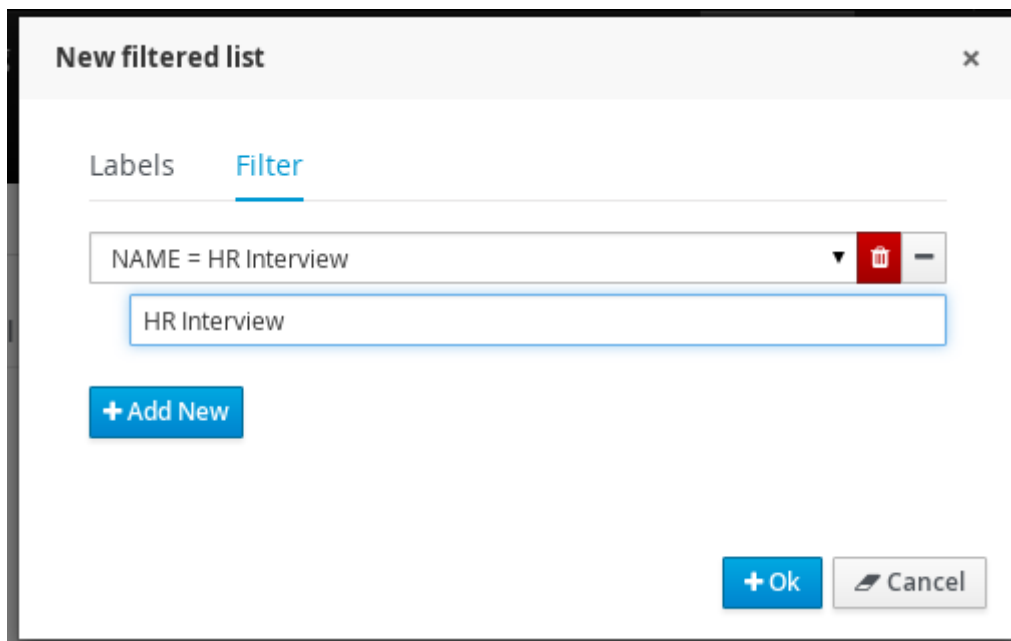 New filtered list
Labels Filter
NAME = HR Interview
HR Interview
Add New
Ok Cancel